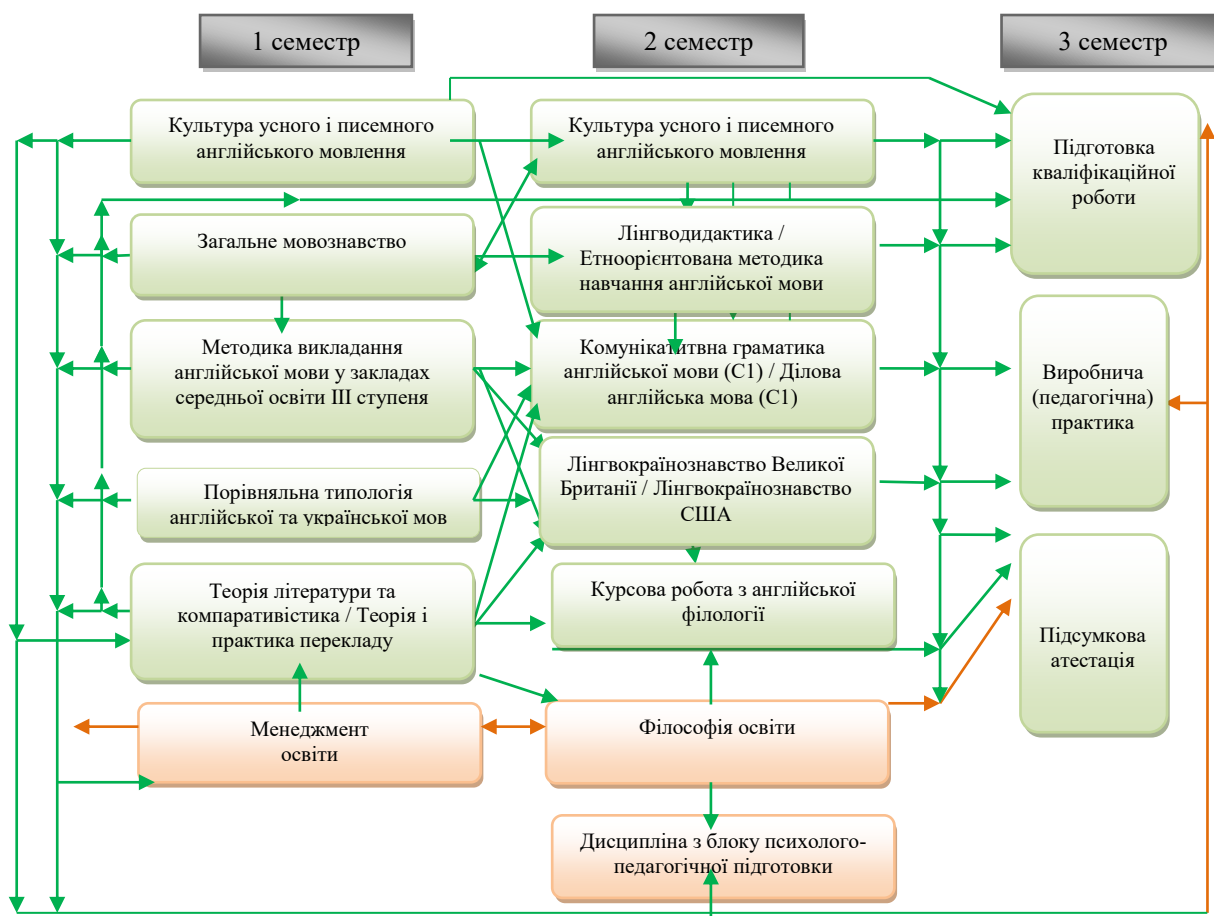 1 семестр
2 семестр
3 семестр
Культура усного і писемного
англійського мовлення
Загальне мовознавство
Методика викладання
англійської мови у закладах
середньої освіти ІІІ ступеня
Порівняльна типологія
англійської та української мов
Теорія літератури та
компаративістика / Теорія і
практика перекладу
Менеджмент
освіти
Культура усного і писемного
англійського мовлення
Лінгводидактика /
Етноорієнтована методика
навчання англійської мови
Комунікатитвна граматика
англійської мови (С1) / Ділова
англійська мова (С1)
Лінгвокраїнознавство Великої
Британії / Лінгвокраїнознавство
США
Курсова робота з англійської
філології
Філософія освіти
Дисципліна з блоку психолого-
педагогічної підготовки
Підготовка
кваліфікаційної
роботи
Виробнича
(педагогічна)
практика
Підсумкова
атестація